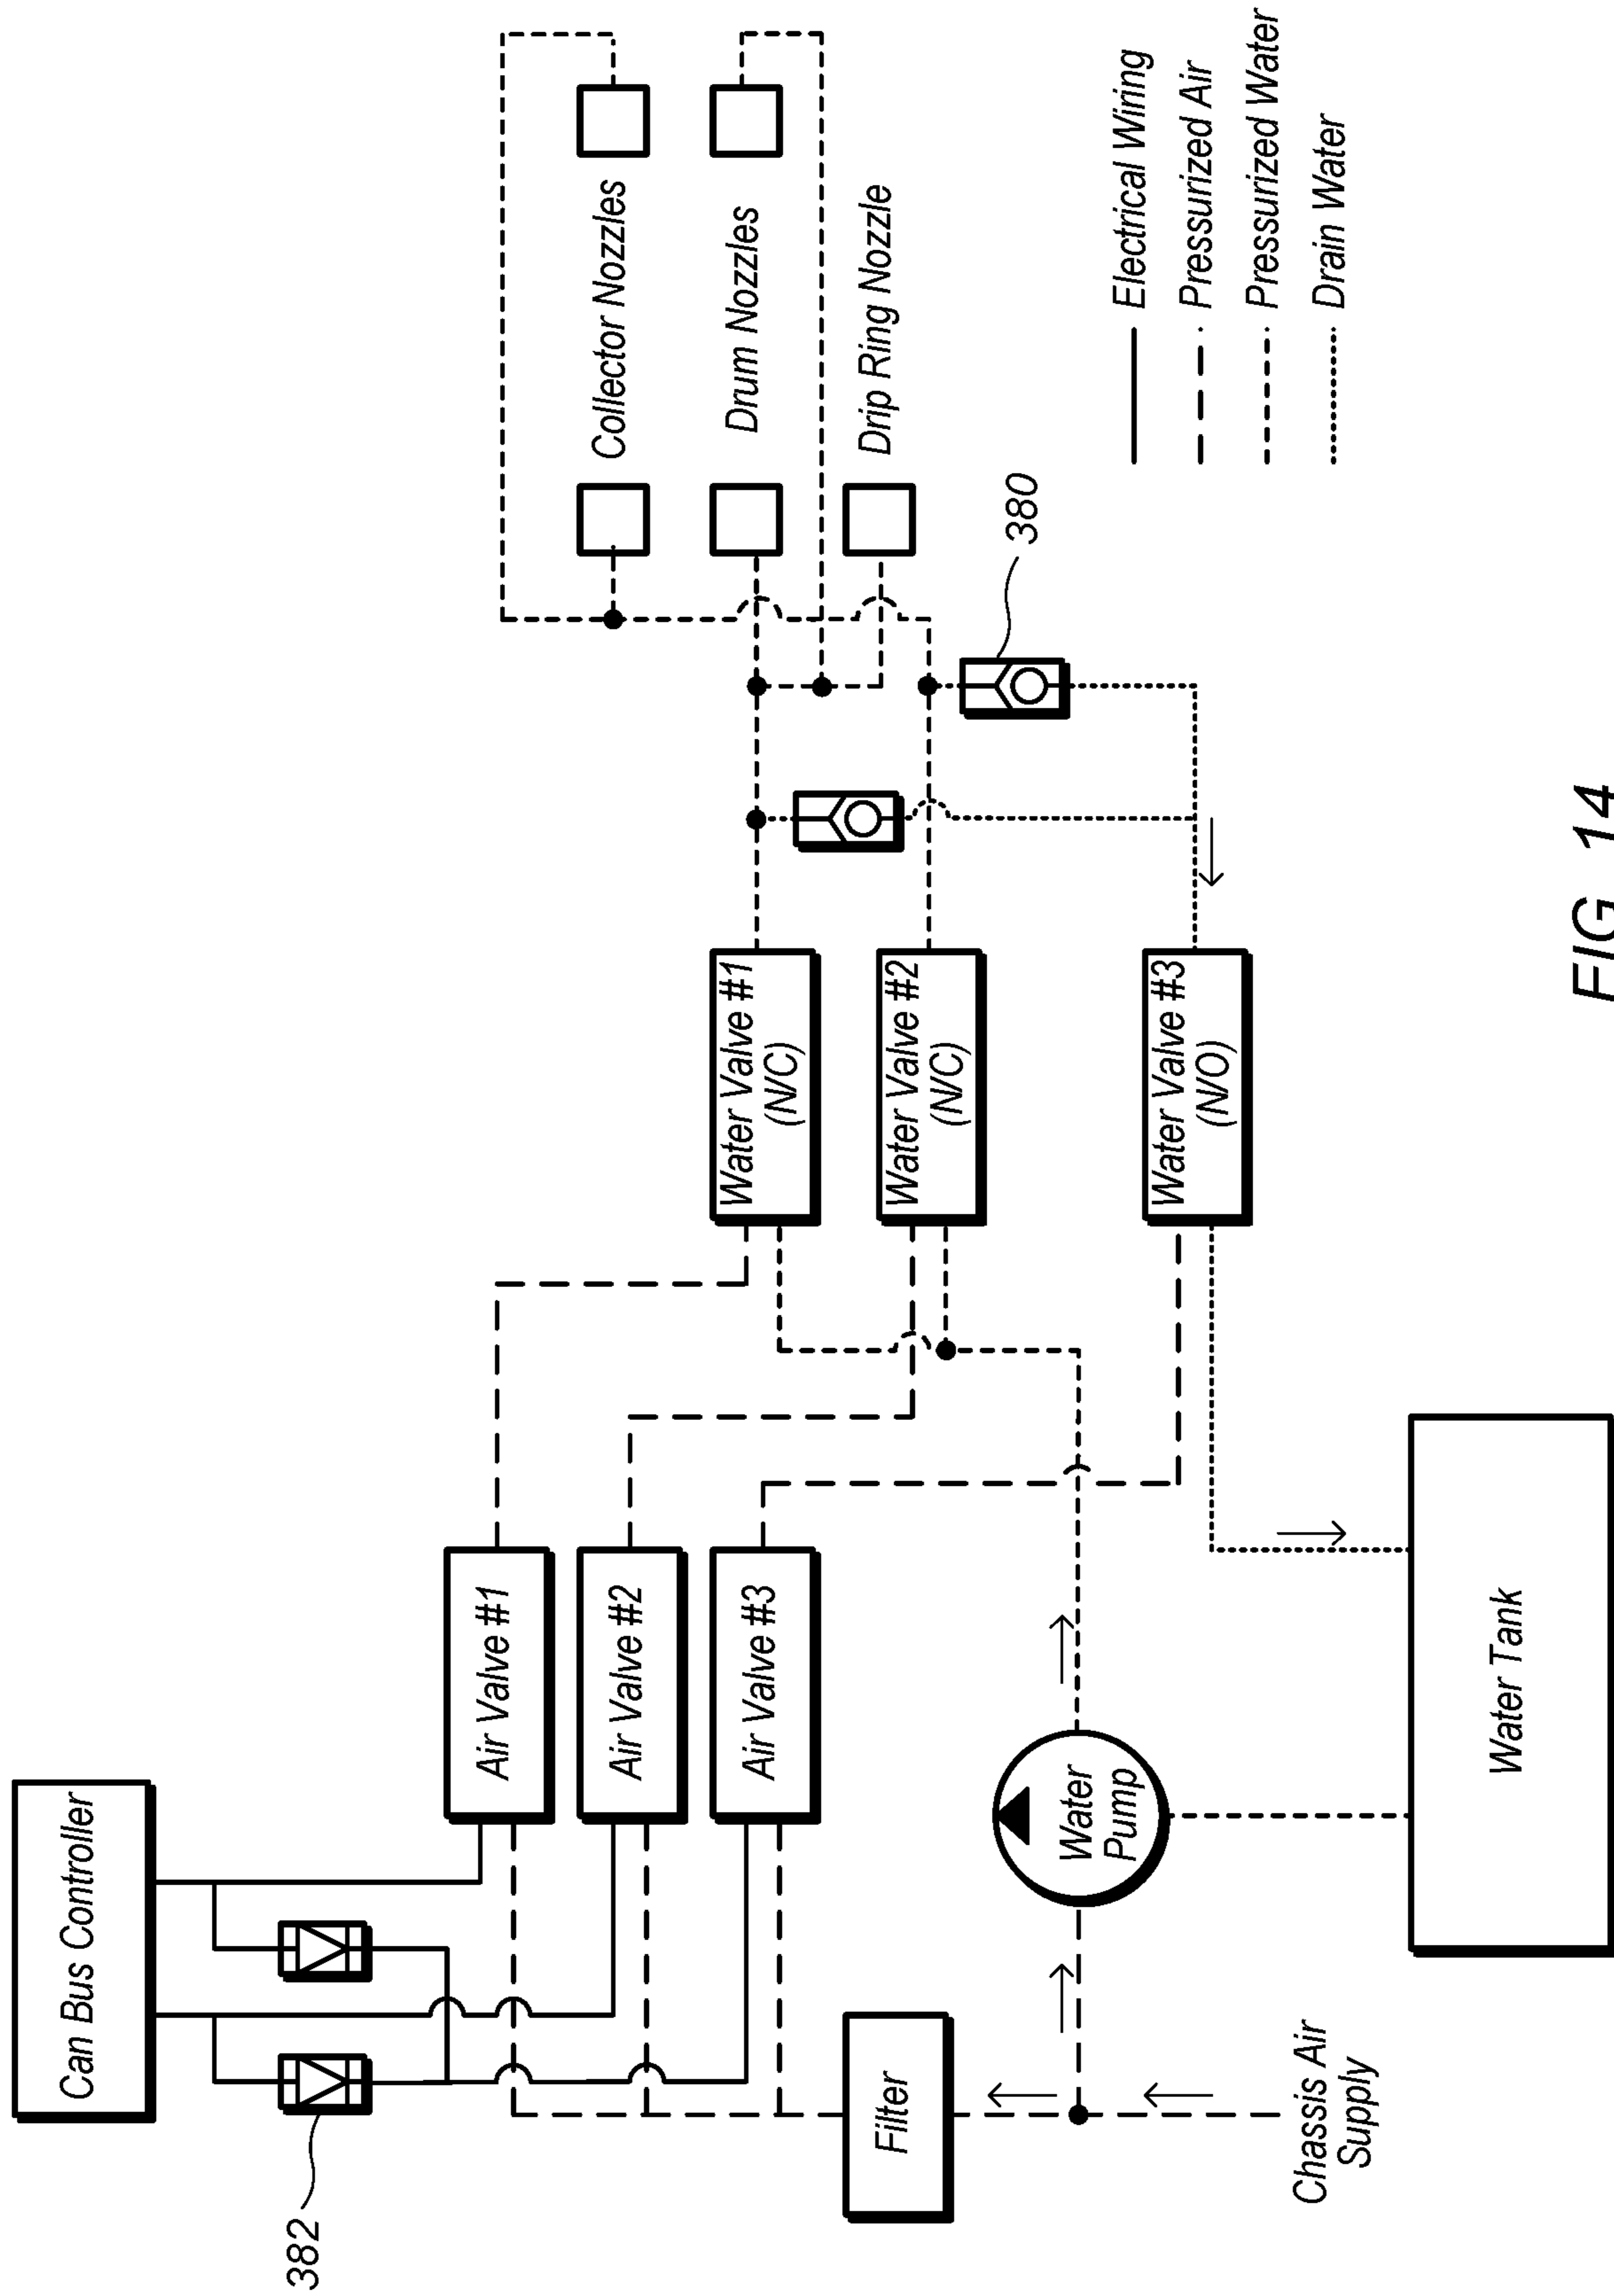 Can Bus Controller
382
Air Valve #1
Air Valve #2
Air Valve #3
Filter
Chassis Air
Supply
Water
Pump
Water Tank
Water Valve #1
(N/C)
Water Valve #2
(N/C)
Water Valve #3
(N/O)
Collector Nozzles
Drum Nozzles
Drip Ring Nozzle
380
Electrical Wiring
Pressurized Air
Pressurized Water
Drain Water
FIG. 14